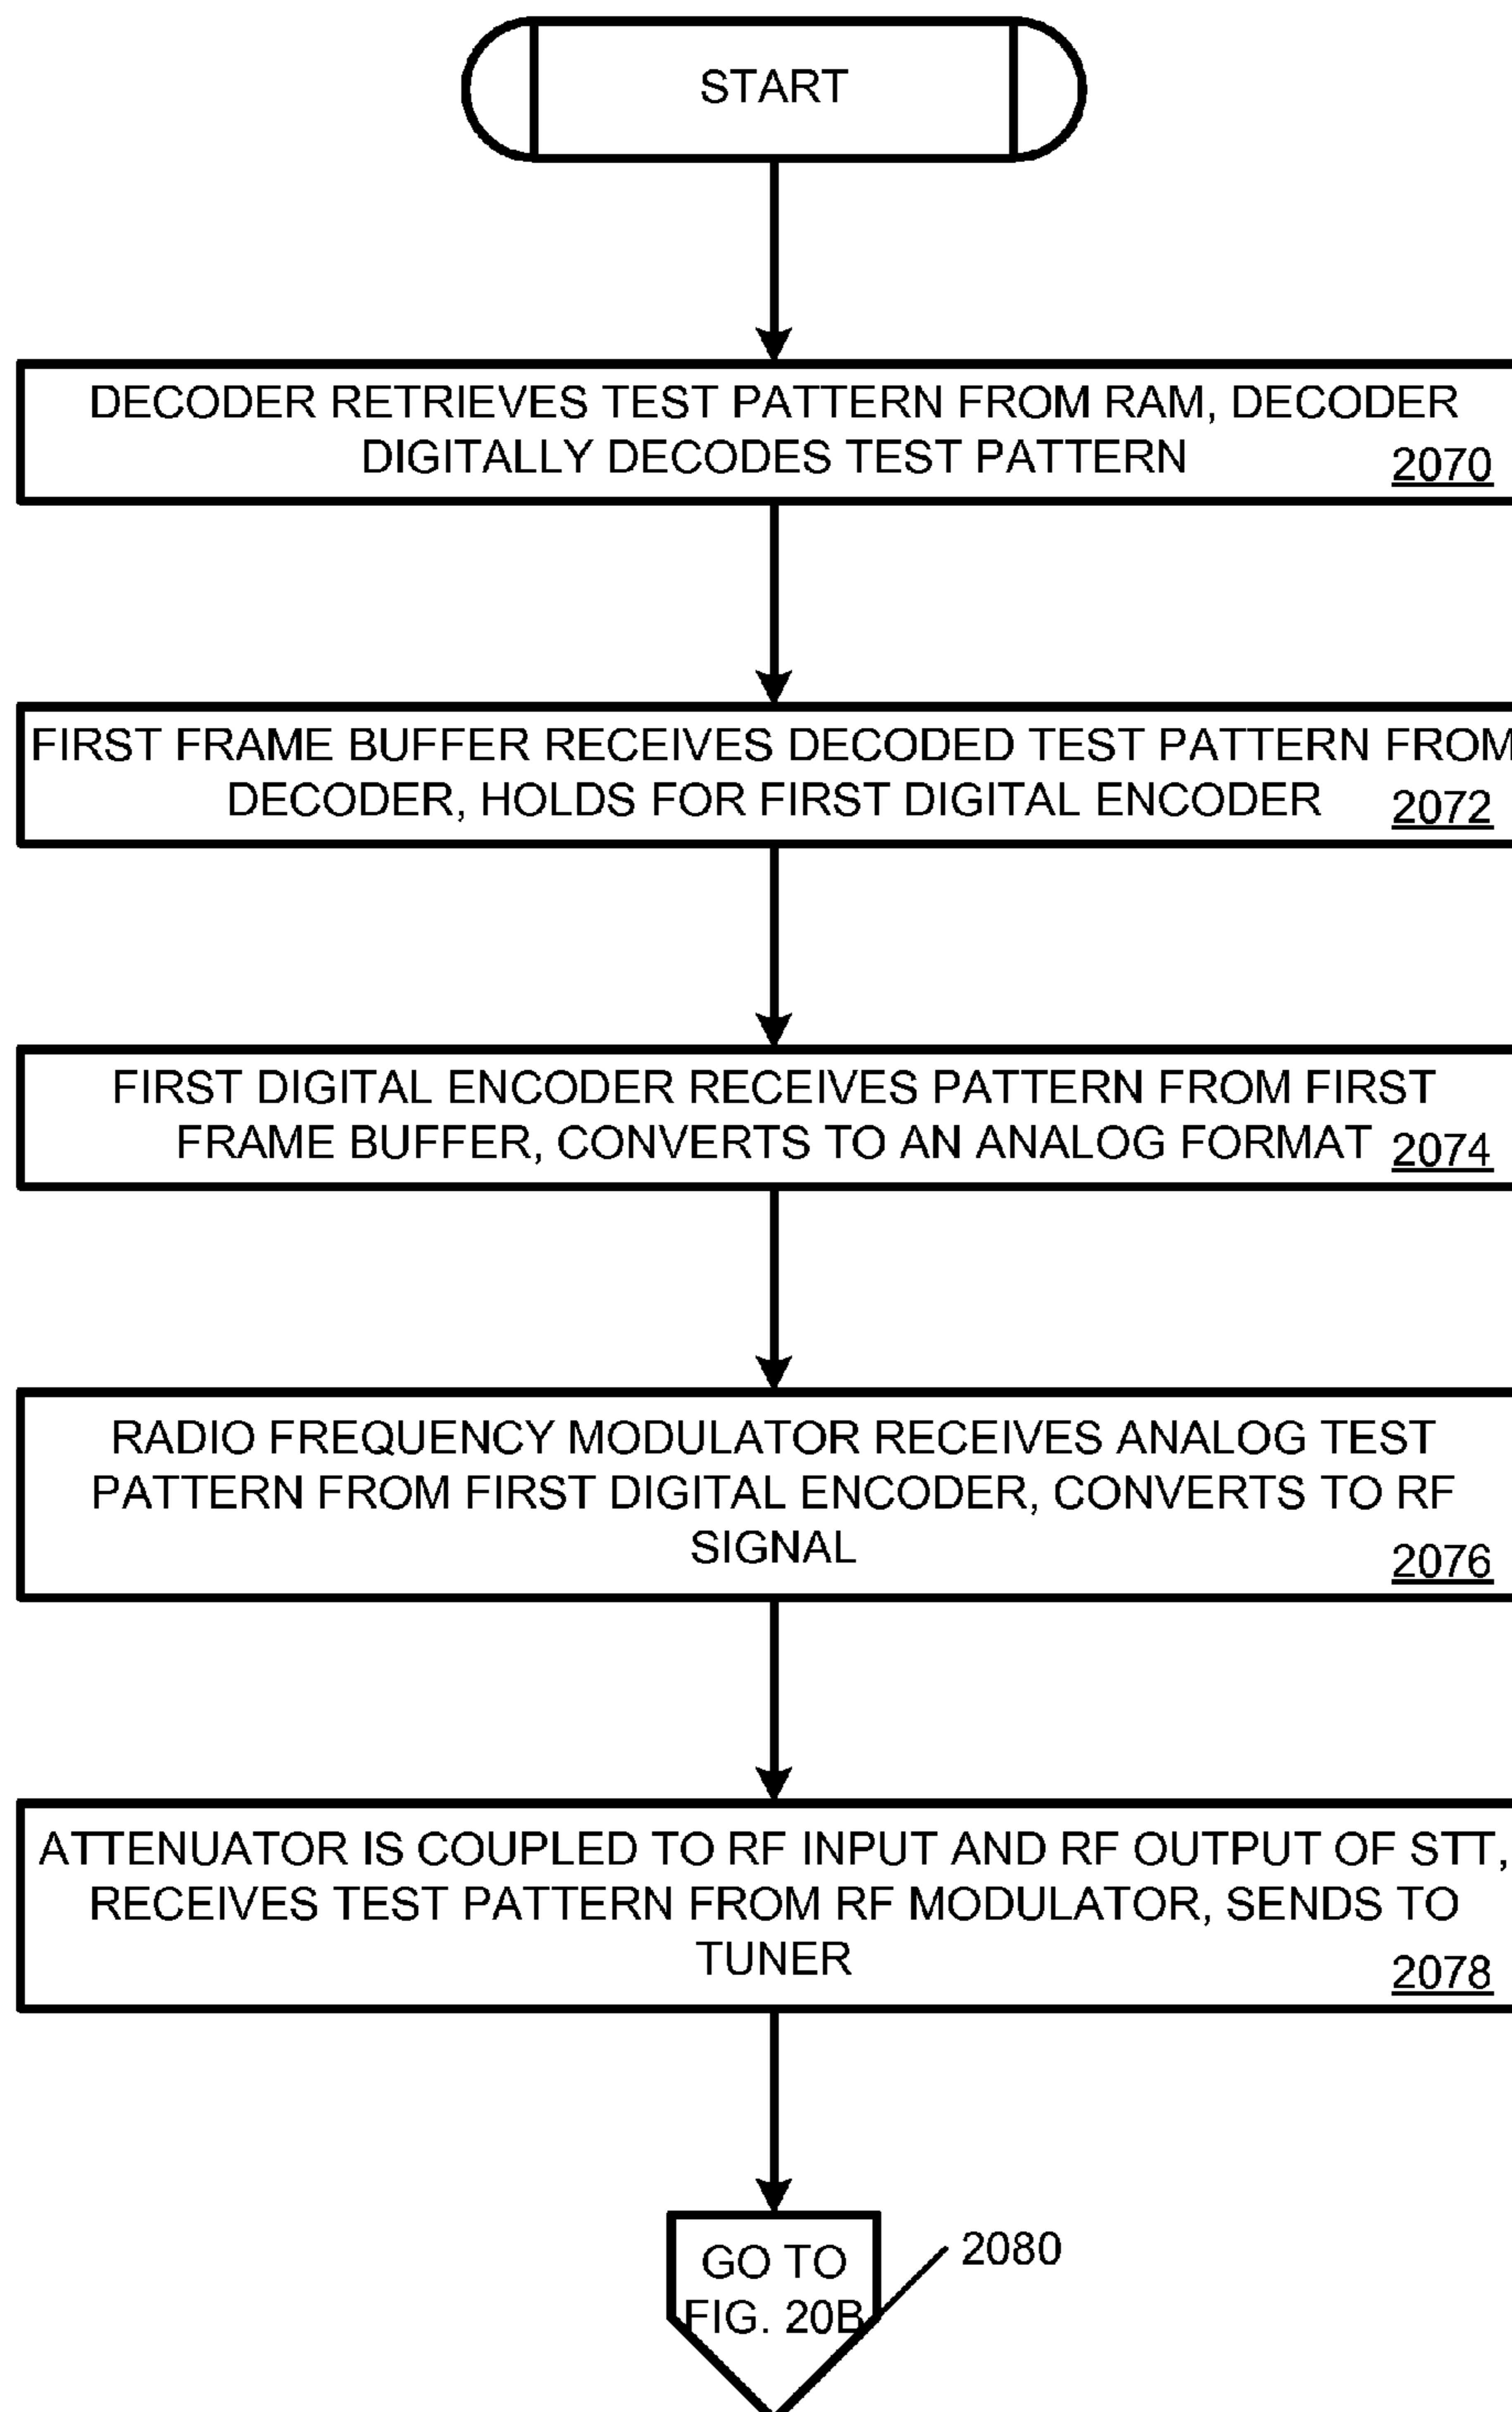 START
DECODER RETRIEVES TEST PATTERN FROM RAM, DECODER
DIGITALLY DECODES TEST PATTERN
2070
FIRST FRAME BUFFER RECEIVES DECODED TEST PATTERN FROM
DECODER, HOLDS FOR FIRST DIGITAL ENCODER
2072
FIRST DIGITAL ENCODER RECEIVES PATTERN FROM FIRST
FRAME BUFFER, CONVERTS TO AN ANALOG FORMAT
2074
RADIO FREQUENCY MODULATOR RECEIVES ANALOG TEST
PATTERN FROM FIRST DIGITAL ENCODER, CONVERTS TO RF
SIGNAL
2076
ATTENUATOR IS COUPLED TO RF INPUT AND RF OUTPUT OF STT,
RECEIVES TEST PATTERN FROM RF MODULATOR, SENDS TO
TUNER
2078
GO TO
FIG. 20B
2080